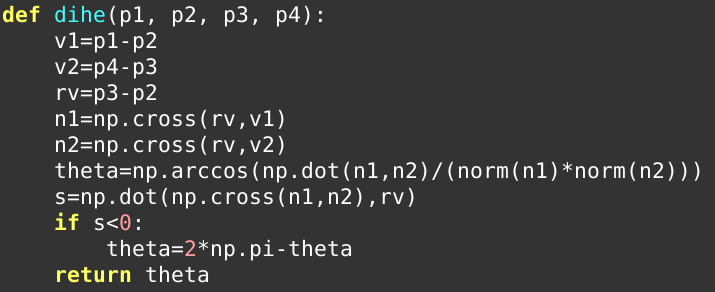 def dihe(p1, p2, p3, p4):
    v1=p1-p2
    v2=p4-p3
    rv=p3-p2
    n1=np.cross(rv,v1)
    n2=np.cross(rv,v2)
    theta=np.arccos(np.dot(n1,n2)/(norm(n1)*norm(n2)))
    s=np.dot(np.cross(n1,n2),rv)
    if s<0:
        theta=2*np.pi-theta
    return theta